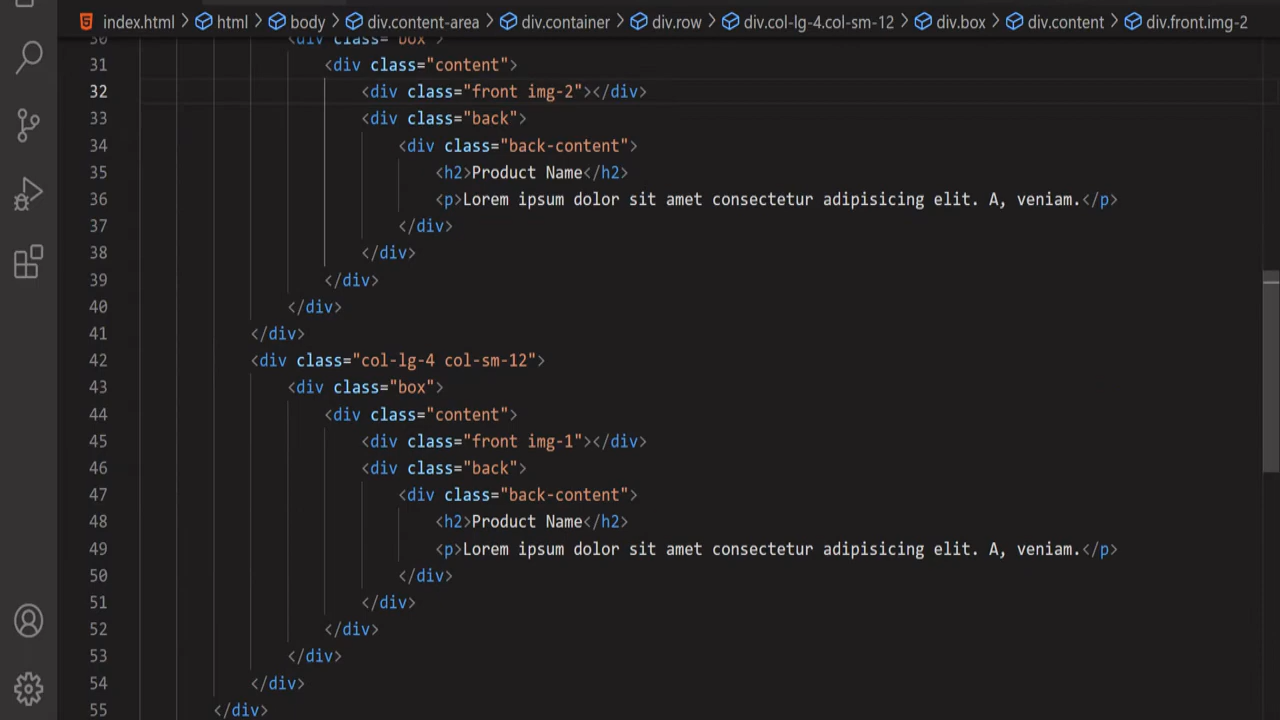 index.html > html > body > div.content-area > div.container > div.row > div.col-lg-4.col-sm-12 > div.box > div.content > div.front.img-2
30 <div class="box">
31 <div class="content">
32 <div class="front img-2"></div>
33 <div class="back">
34 <div class="back-content">
35 <h2>Product Name</h2>
36 <p>Lorem ipsum dolor sit amet consectetur adipisicing elit. A, veniam.</p>
37 </div>
38 </div>
39 </div>
40 </div>
41 </div>
42 <div class="col-lg-4 col-sm-12">
43 <div class="box">
44 <div class="content">
45 <div class="front img-1"></div>
46 <div class="back">
47 <div class="back-content">
48 <h2>Product Name</h2>
49 <p>Lorem ipsum dolor sit amet consectetur adipisicing elit. A, veniam.</p>
50 </div>
51 </div>
52 </div>
53 </div>
54 </div>
55 </div>